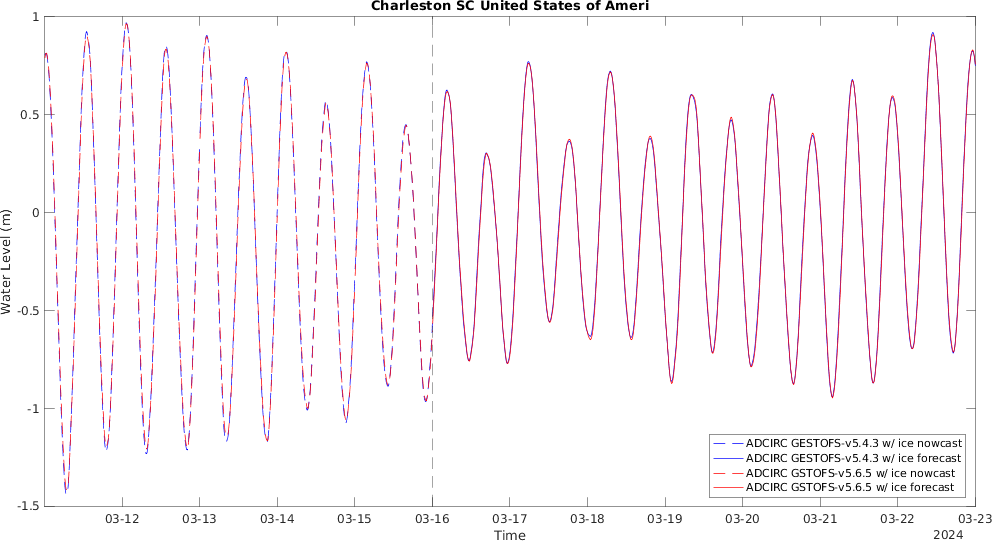 Charleston SC United States of Ameri
Water Level (m)
1
0.5
0
-0.5
-1
-1.5
ADCIRC GESTOFS-v5.4.3 w/ ice nowcast
ADCIRC GESTOFS-v5.4.3 w/ ice forecast
ADCIRC GSTOFS-v5.6.5 w/ ice nowcast
ADCIRC GSTOFS-v5.6.5 w/ ice forecast
03-12 03-13 03-14 03-15 03-16 03-17 03-18 03-19 03-20 03-21 03-22 03-23
Time
2024